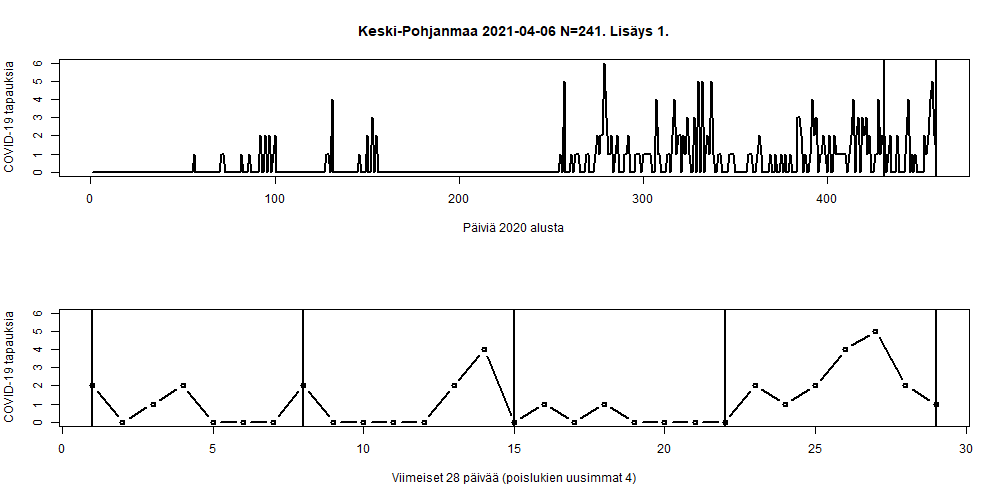 Keski-Pohjanmaa 2021-04-06 N=241. Lisäys 1.
COVID-19 tapauksia
6
5
4
3
2
1
0
0 100 200 300 400
Päiviä 2020 alusta
COVID-19 tapauksia
6
5
4
3
2
1
0
0 5 10 15 20 25 30
Viimeiset 28 päivää (poislukien uusimmat 4)